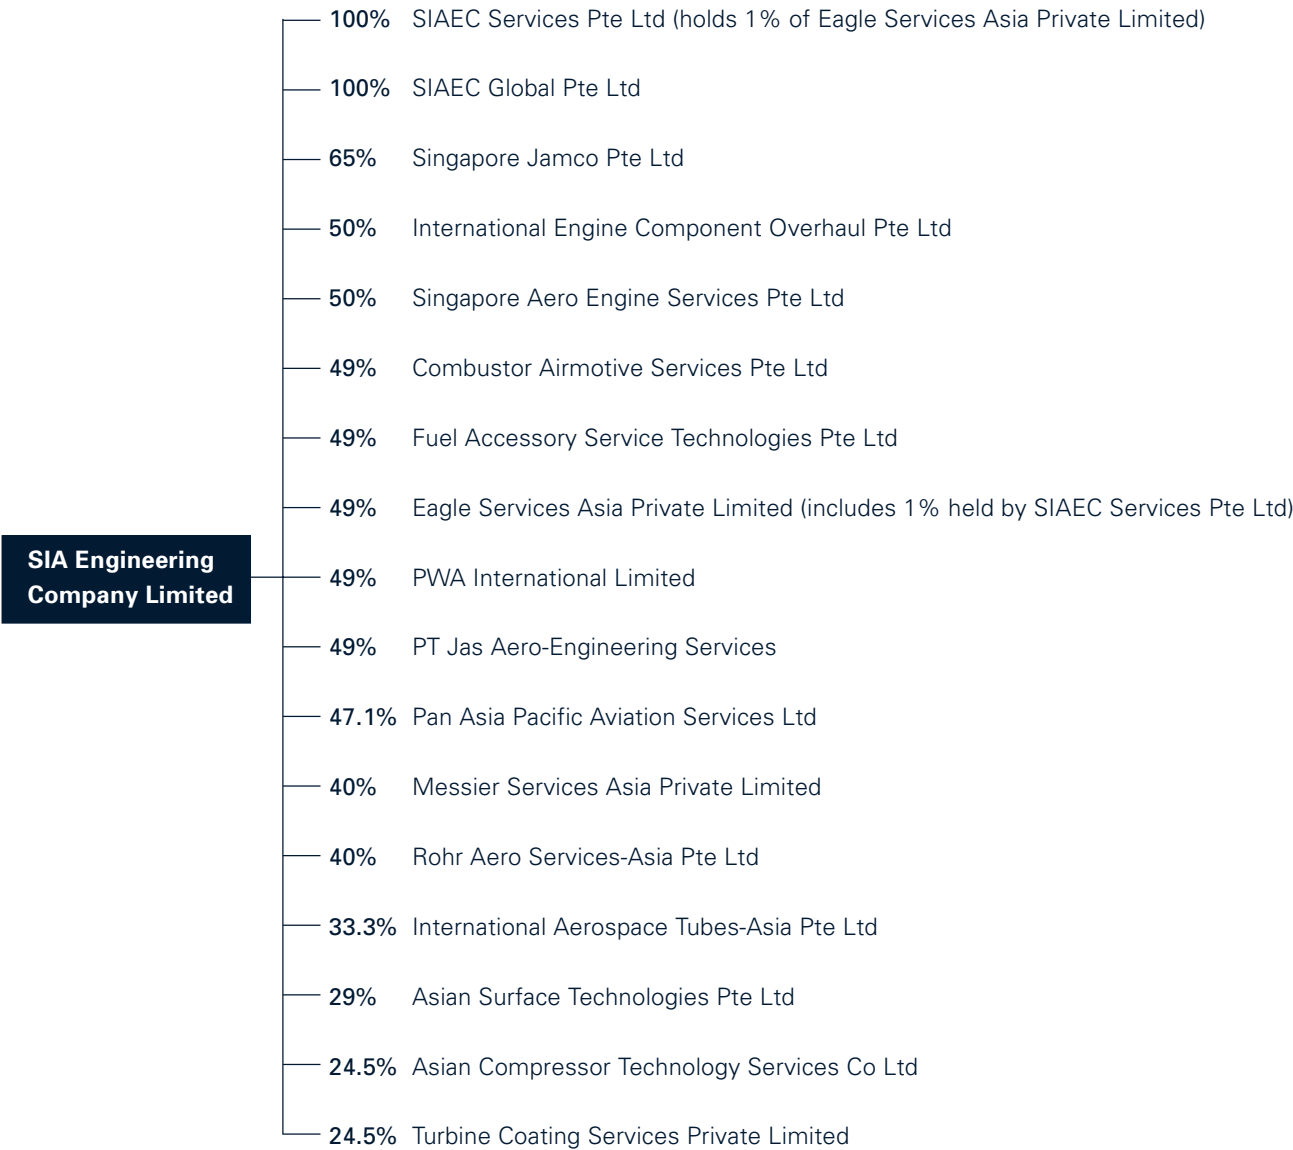 100% SIAEC Services Pte Ltd (holds 1% of Eagle Services Asia Private Limited)
100% SIAEC Global Pte Ltd
65% Singapore Jamco Pte Ltd
50% International Engine Component Overhaul Pte Ltd
50% Singapore Aero Engine Services Pte Ltd
49% Combustor Airmotive Services Pte Ltd
49% Fuel Accessory Service Technologies Pte Ltd
49% Eagle Services Asia Private Limited (includes 1% held by SIAEC Services Pte Ltd)
SIA Engineering
Company Limited
49% PWA International Limited
49% PT Jas Aero-Engineering Services
47.1% Pan Asia Pacific Aviation Services Ltd
40% Messier Services Asia Private Limited
40% Rohr Aero Services-Asia Pte Ltd
33.3% International Aerospace Tubes-Asia Pte Ltd
29% Asian Surface Technologies Pte Ltd
24.5% Asian Compressor Technology Services Co Ltd
24.5% Turbine Coating Services Private Limited